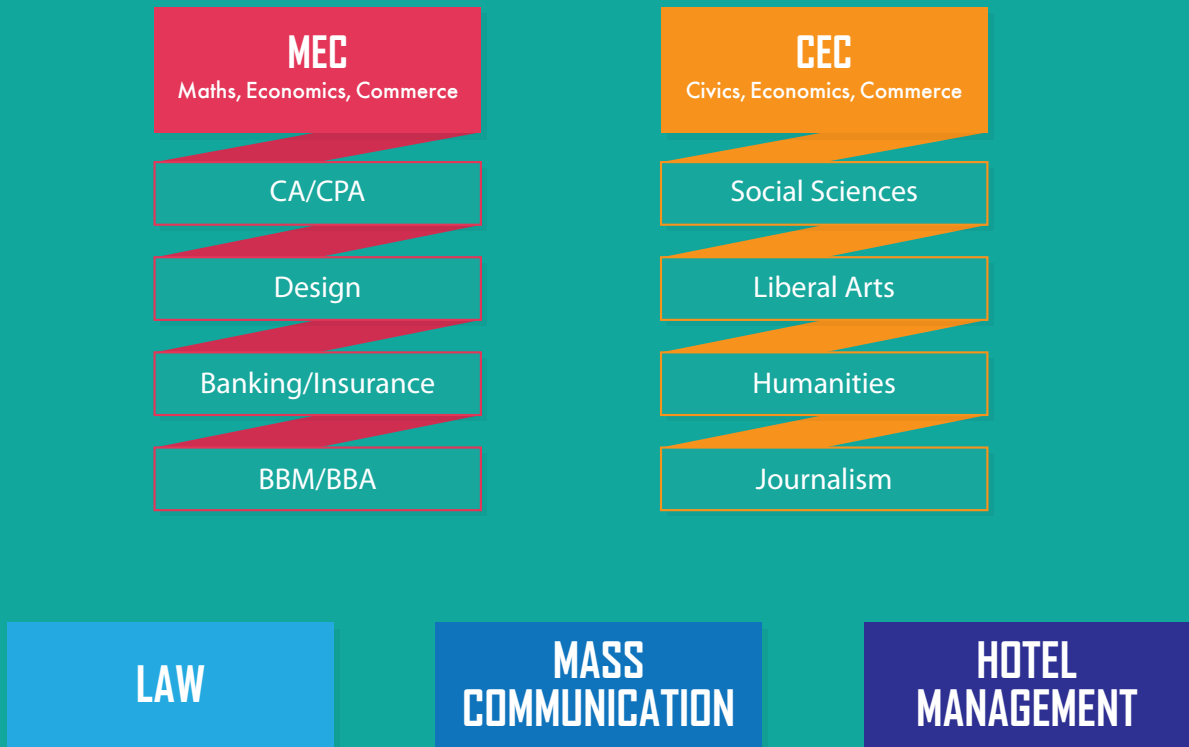 MEC
Maths, Economics, Commerce
CA/CPA
Design
Banking/Insurance
BBM/BBA
CEC
Civics, Economics, Commerce
Social Sciences
Liberal Arts
Humanities
Journalism
LAW
MASS
COMMUNICATION
HOTEL
MANAGEMENT